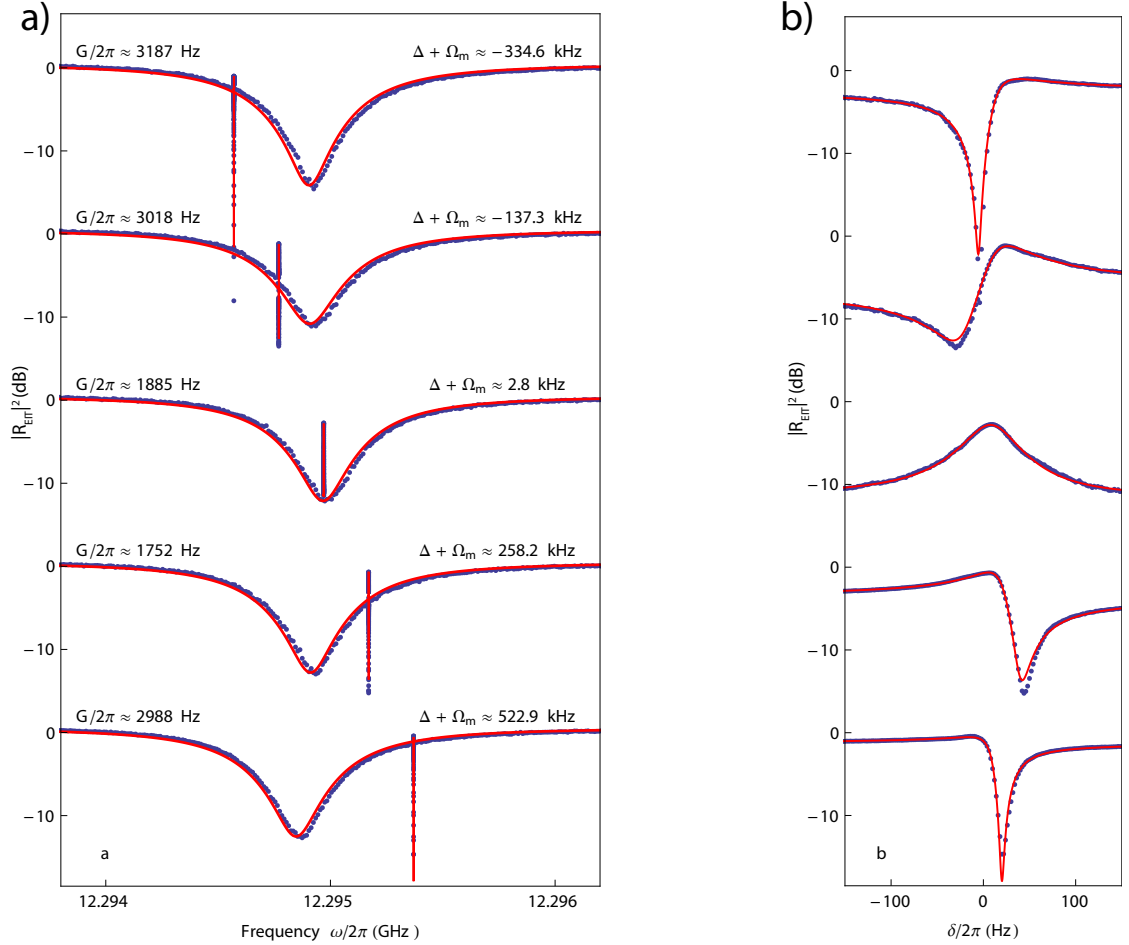 a)
G/2π ≈ 3187 Hz
Δ + Ωₘ ≈ −334.6 kHz
0
−10
G/2π ≈ 3018 Hz
Δ + Ωₘ ≈ −137.3 kHz
0
−10
G/2π ≈ 1885 Hz
Δ + Ωₘ ≈ 2.8 kHz
0
−10
G/2π ≈ 1752 Hz
Δ + Ωₘ ≈ 258.2 kHz
0
−10
G/2π ≈ 2988 Hz
Δ + Ωₘ ≈ 522.9 kHz
0
−10
a
|R_EIT|² (dB)
12.294 12.295 12.296
Frequency ω/2π (GHz)
b)
0
−10
0
−10
0
−10
0
−10
0
−10
b
|R_EIT|² (dB)
−100 0 100
δ/2π (Hz)